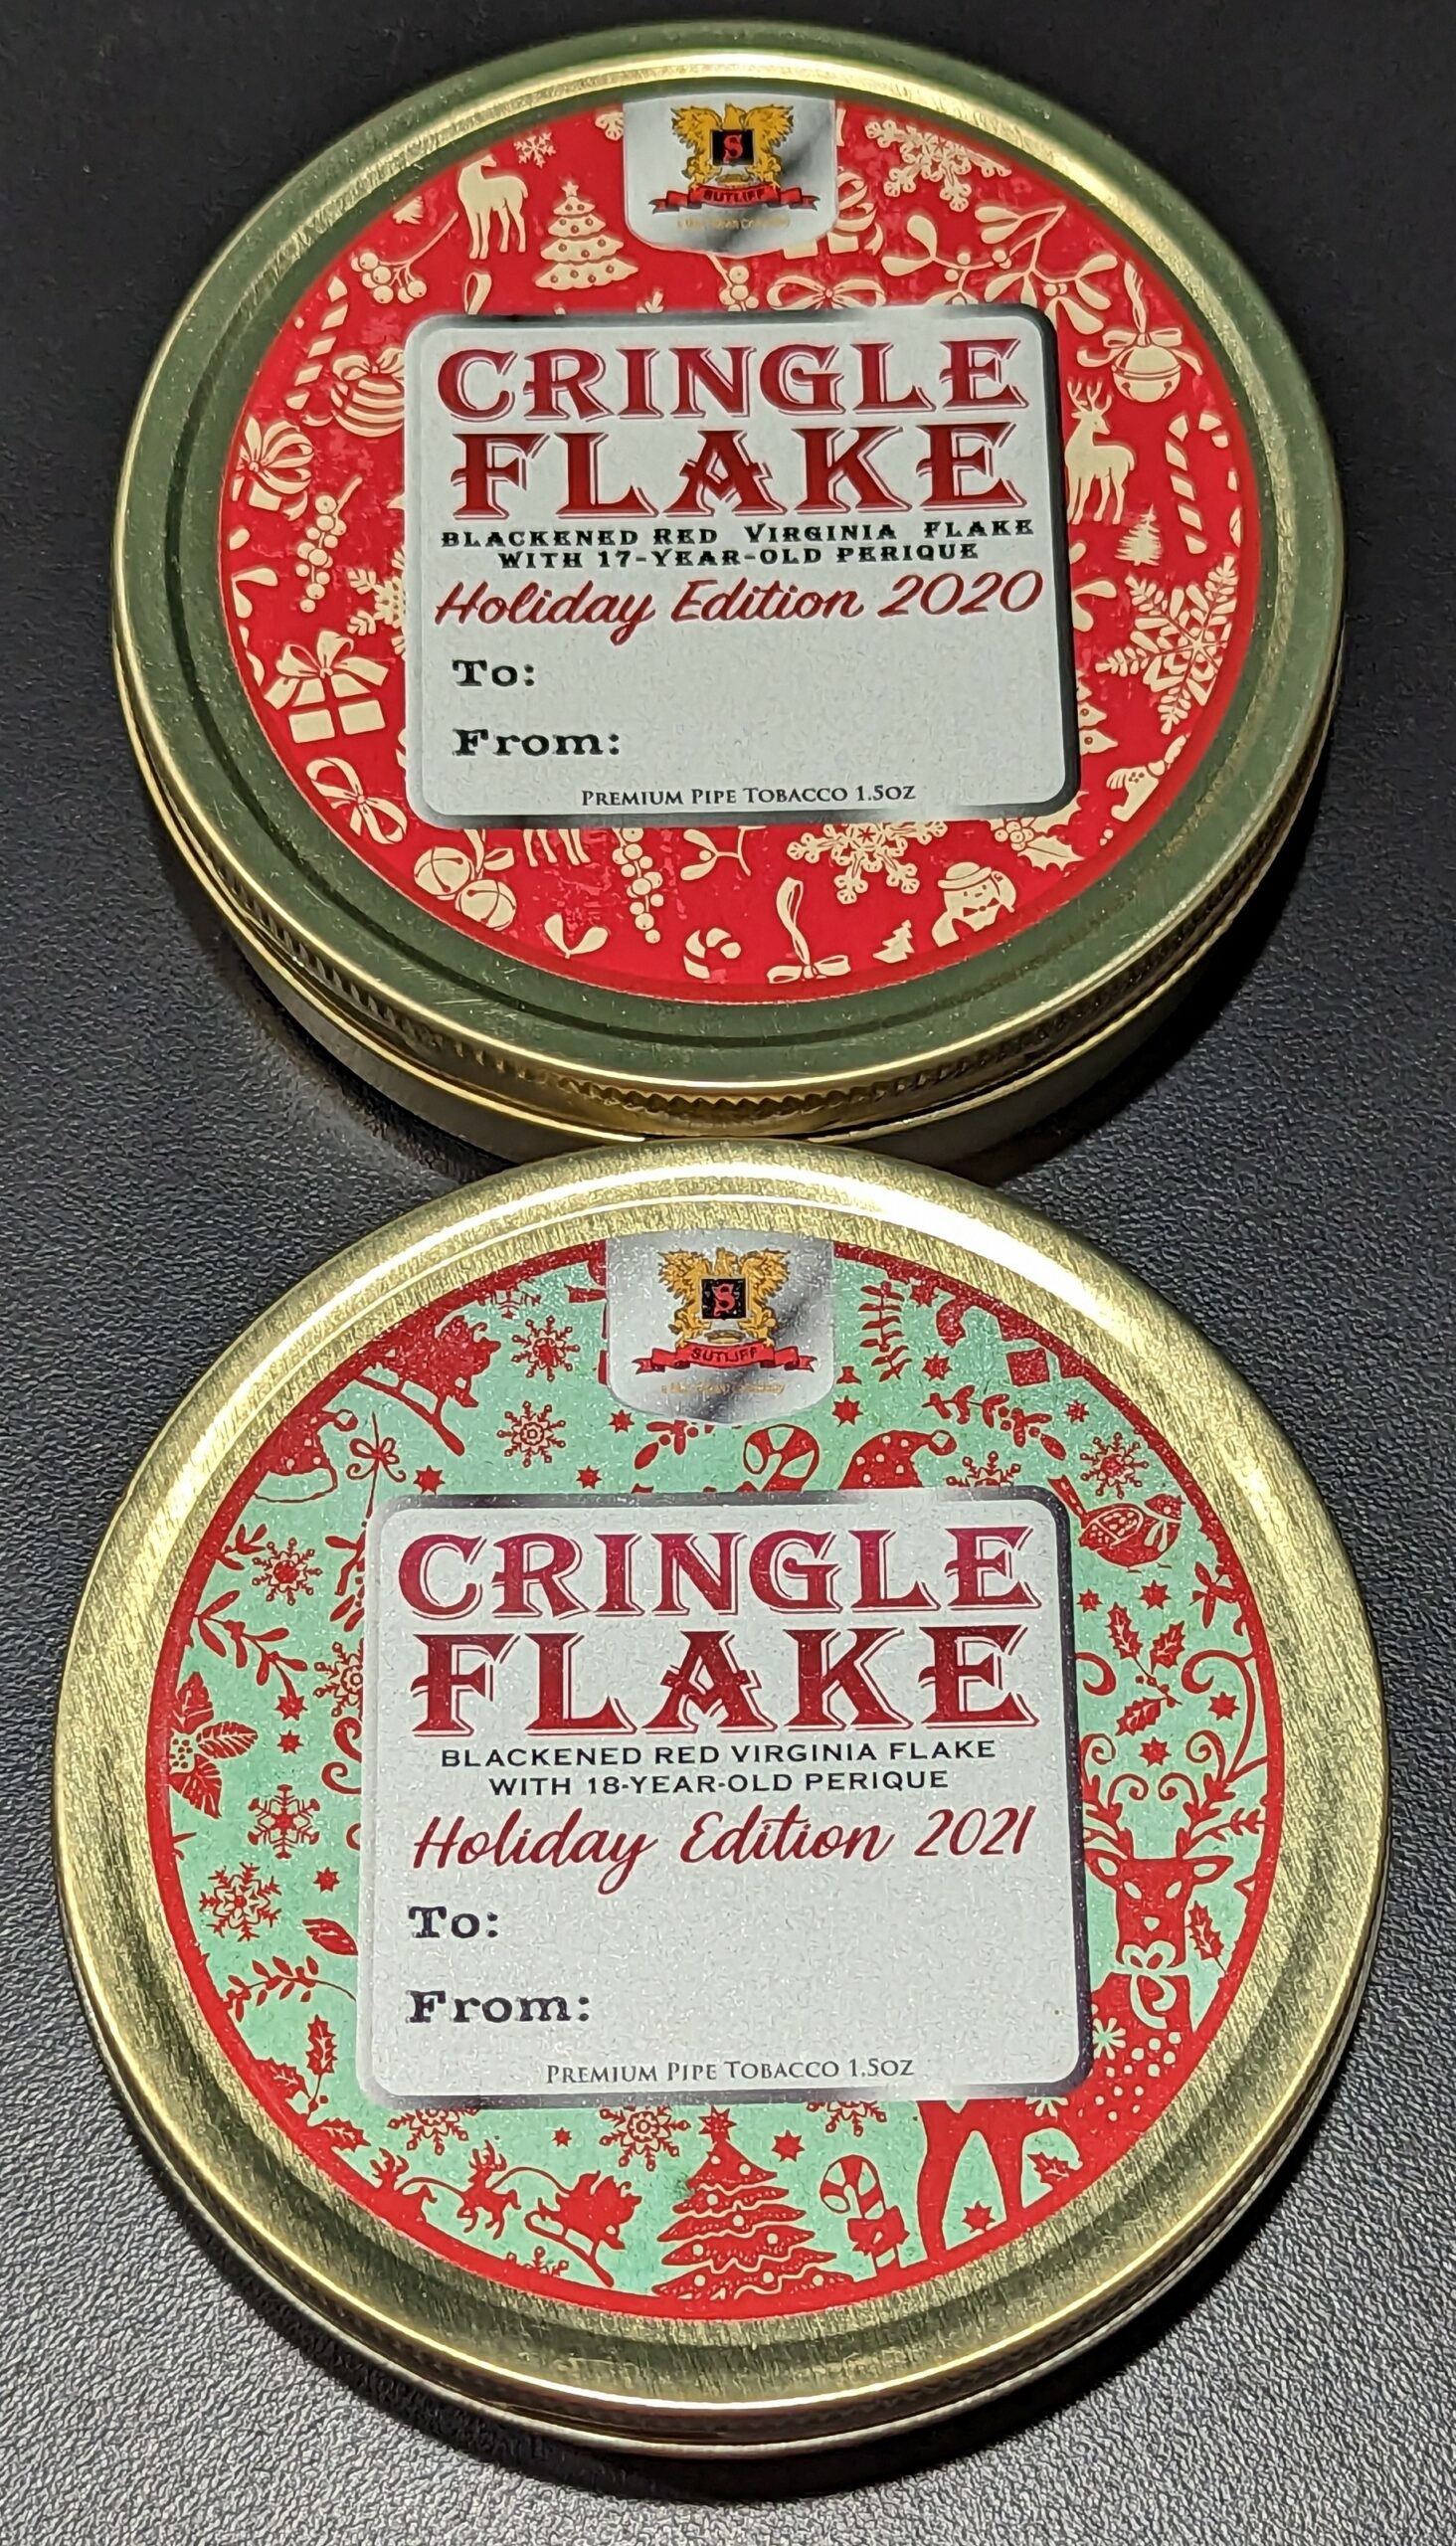 S
SUTLIFF
CRINGLE
FLAKE
BLACKENED RED VIRGINIA FLAKE
WITH 17-YEAR-OLD PERIQUE
Holiday Edition 2020
To:
From:
PREMIUM PIPE TOBACCO 1.5OZ
S
SUTLIFF
CRINGLE
FLAKE
BLACKENED RED VIRGINIA FLAKE
WITH 18-YEAR-OLD PERIQUE
Holiday Edition 2021
To:
From:
PREMIUM PIPE TOBACCO 1.5OZ